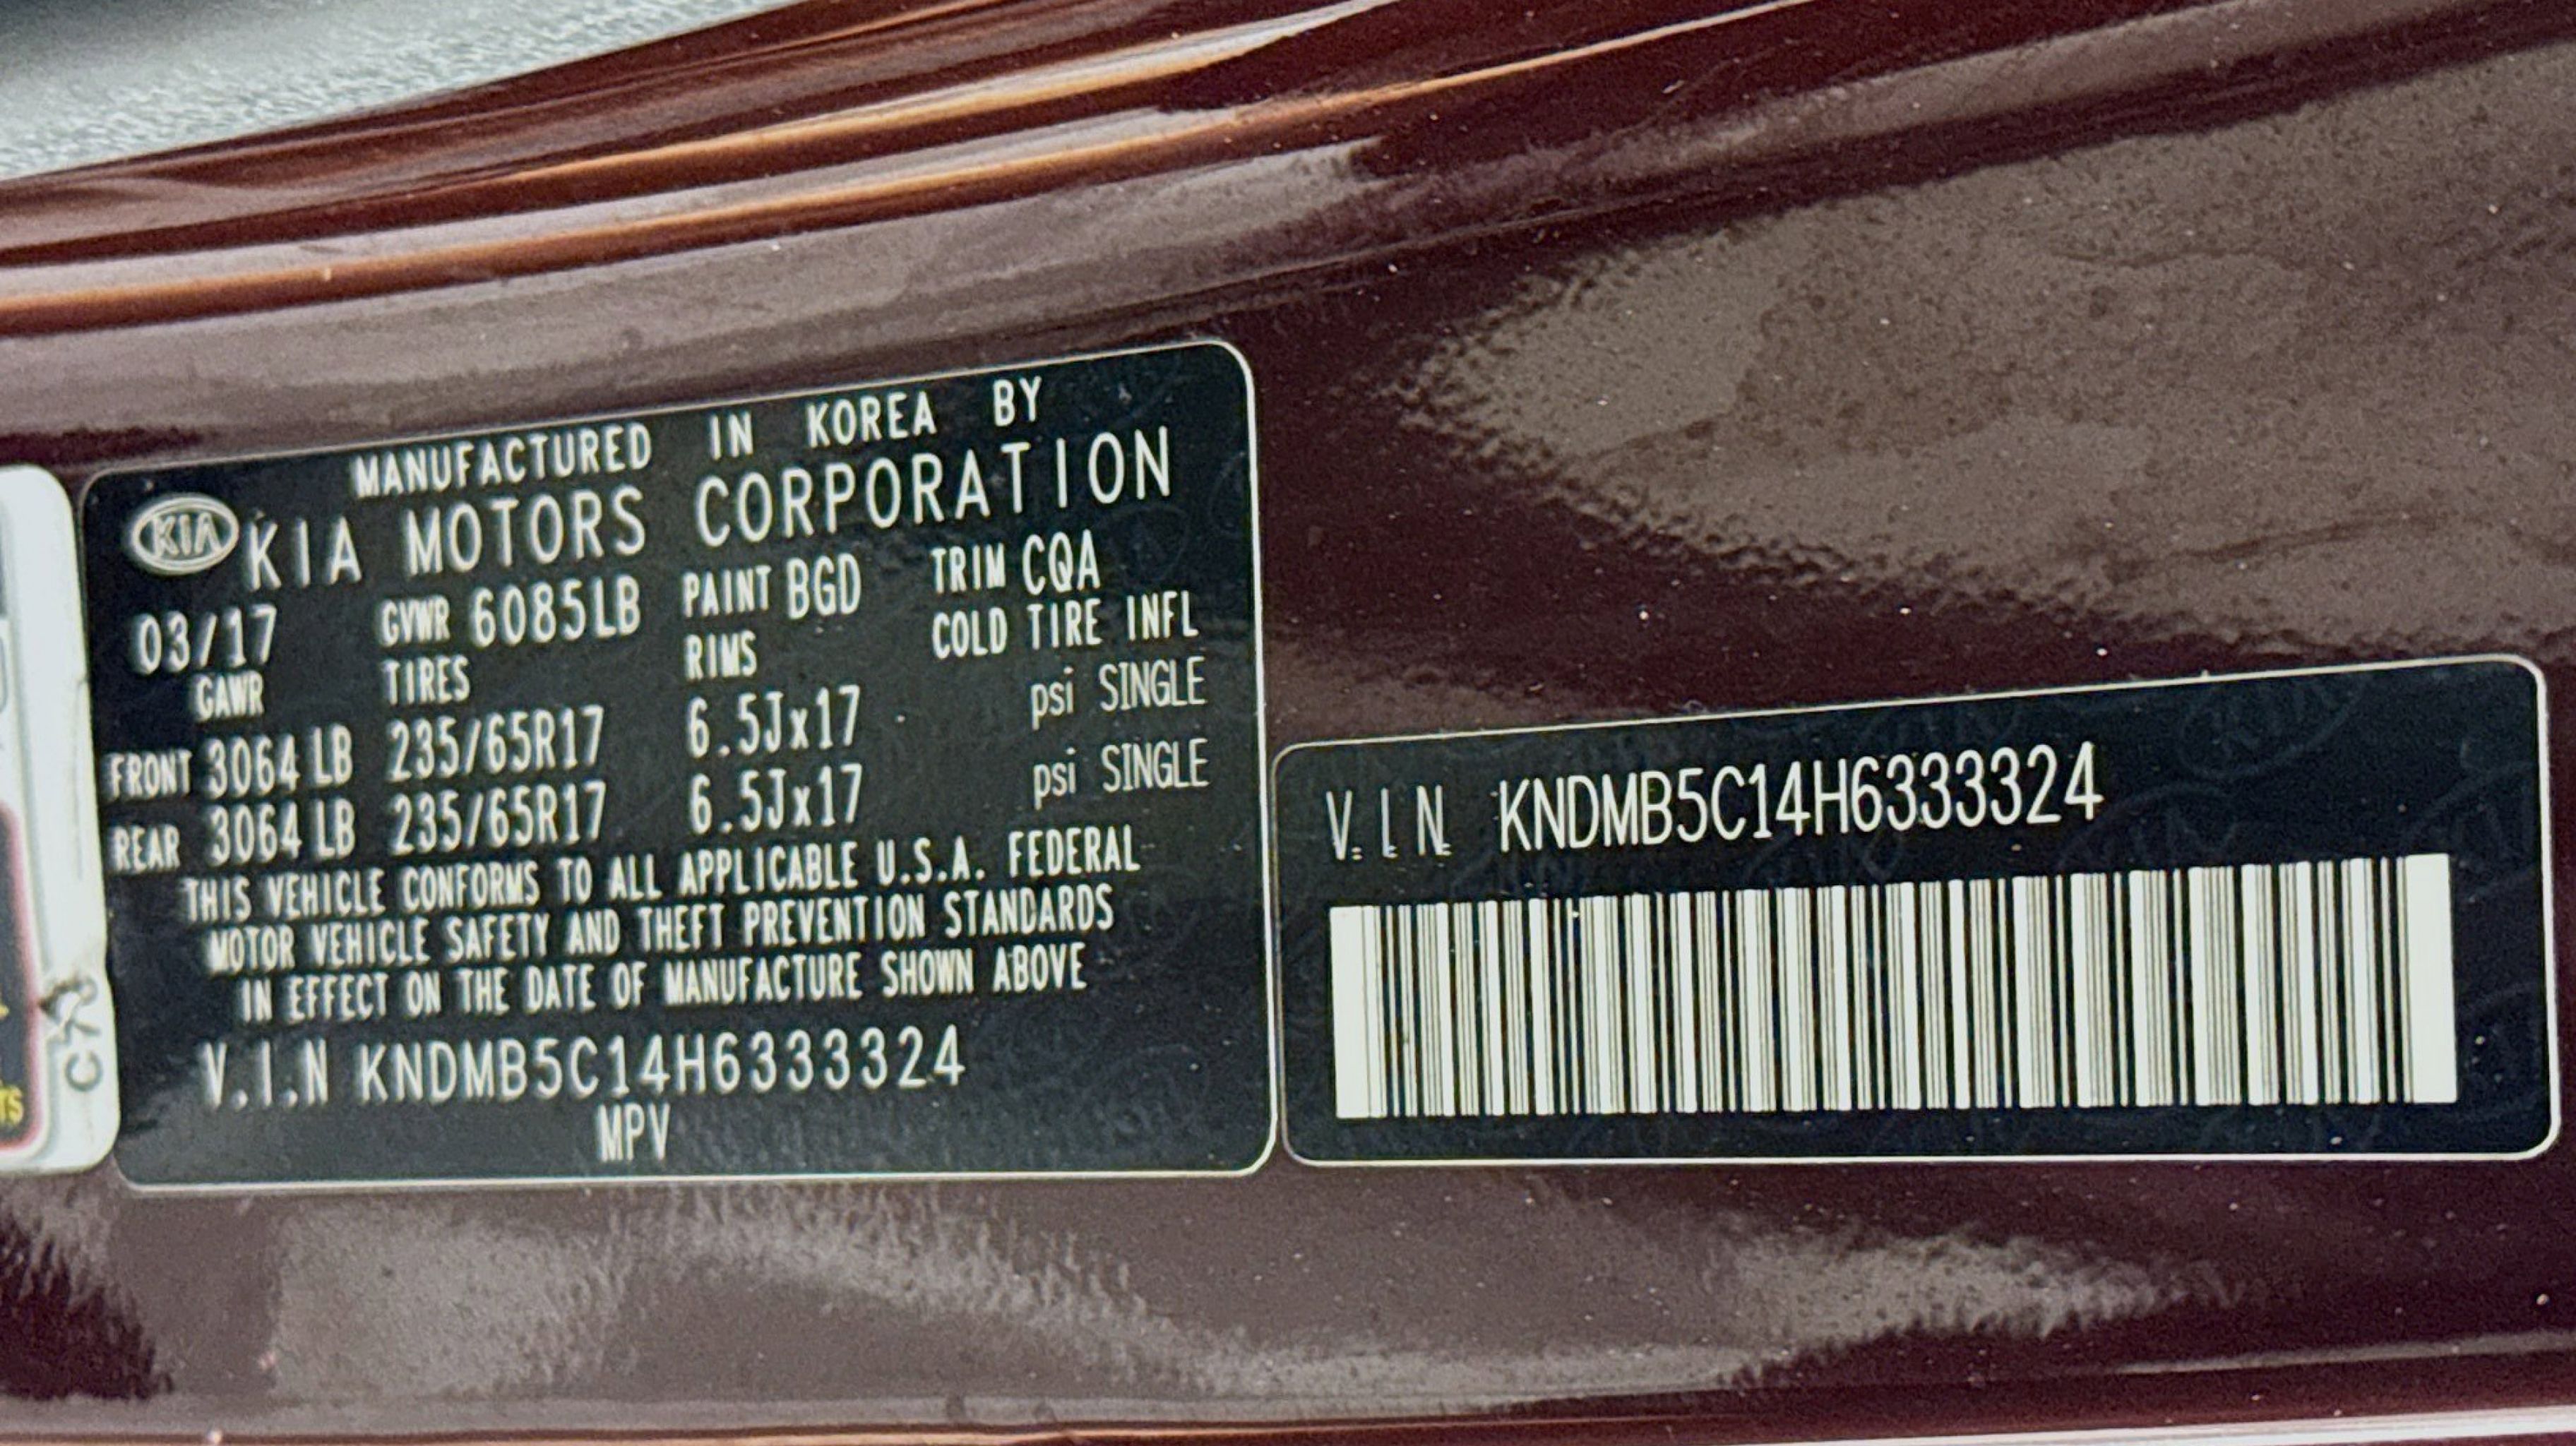 MANUFACTURED IN KOREA BY
KIA KIA MOTORS CORPORATION
03/17 GVWR 6085LB PAINT BGD TRIM CQA
GAWR TIRES RIMS COLD TIRE INFL
FRONT 3064 LB 235/65R17 6.5Jx17 psi SINGLE
REAR 3064 LB 235/65R17 6.5Jx17 psi SINGLE
THIS VEHICLE CONFORMS TO ALL APPLICABLE U.S.A. FEDERAL
MOTOR VEHICLE SAFETY AND THEFT PREVENTION STANDARDS
IN EFFECT ON THE DATE OF MANUFACTURE SHOWN ABOVE
V.I.N KNDMB5C14H6333324
MPV
V.I.N. KNDMB5C14H6333324